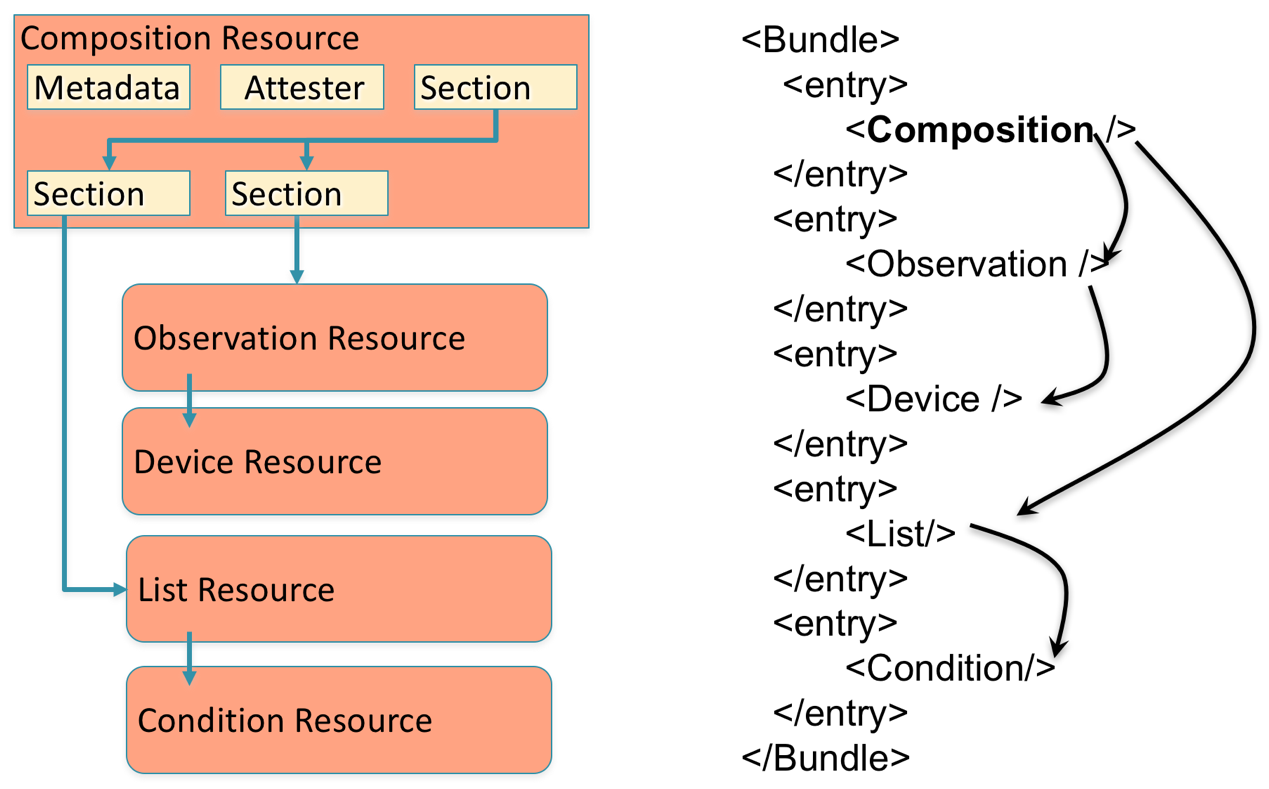 Composition Resource
Metadata
Attester
Section
Section
Section
Observation Resource
Device Resource
List Resource
Condition Resource
<Bundle>
<entry>
<Composition />
</entry>
<entry>
<Observation />
</entry>
<entry>
<Device />
</entry>
<entry>
<List/>
</entry>
<entry>
<Condition/>
</entry>
</Bundle>